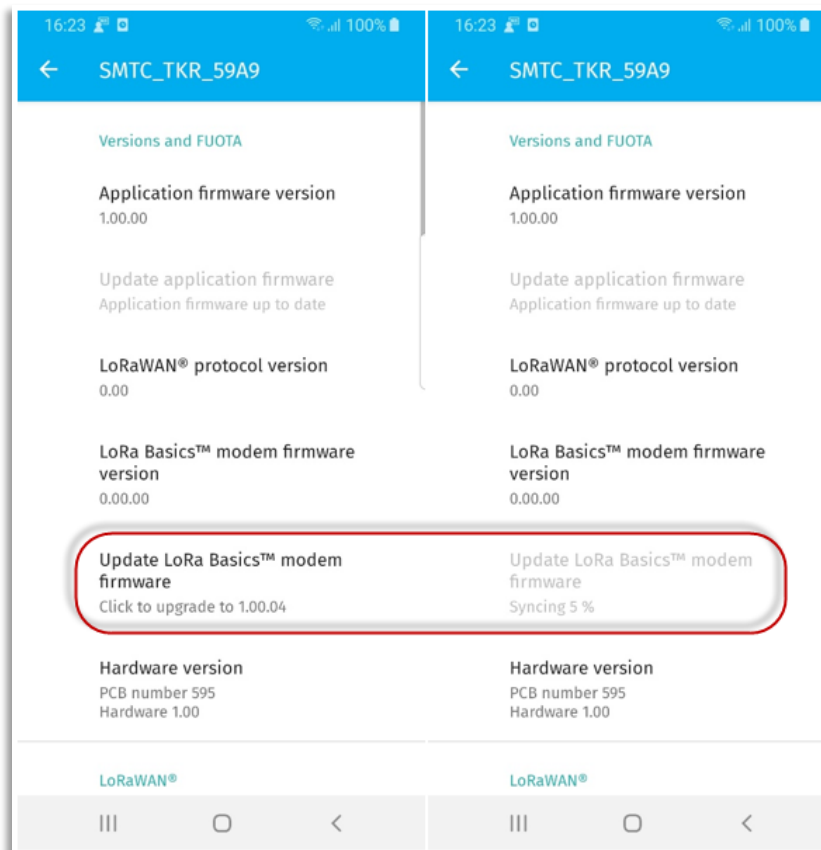 16:23 100%
SMTC_TKR_59A9
Versions and FUOTA
Application firmware version
1.00.00
Update application firmware
Application firmware up to date
LoRaWAN® protocol version
0.00
LoRa Basics™ modem firmware
version
0.00.00
Update LoRa Basics™ modem
firmware
Click to upgrade to 1.00.04
Hardware version
PCB number 595
Hardware 1.00
LoRaWAN®
16:23 100%
SMTC_TKR_59A9
Versions and FUOTA
Application firmware version
1.00.00
Update application firmware
Application firmware up to date
LoRaWAN® protocol version
0.00
LoRa Basics™ modem firmware
version
0.00.00
Update LoRa Basics™ modem
firmware
Syncing 5 %
Hardware version
PCB number 595
Hardware 1.00
LoRaWAN®